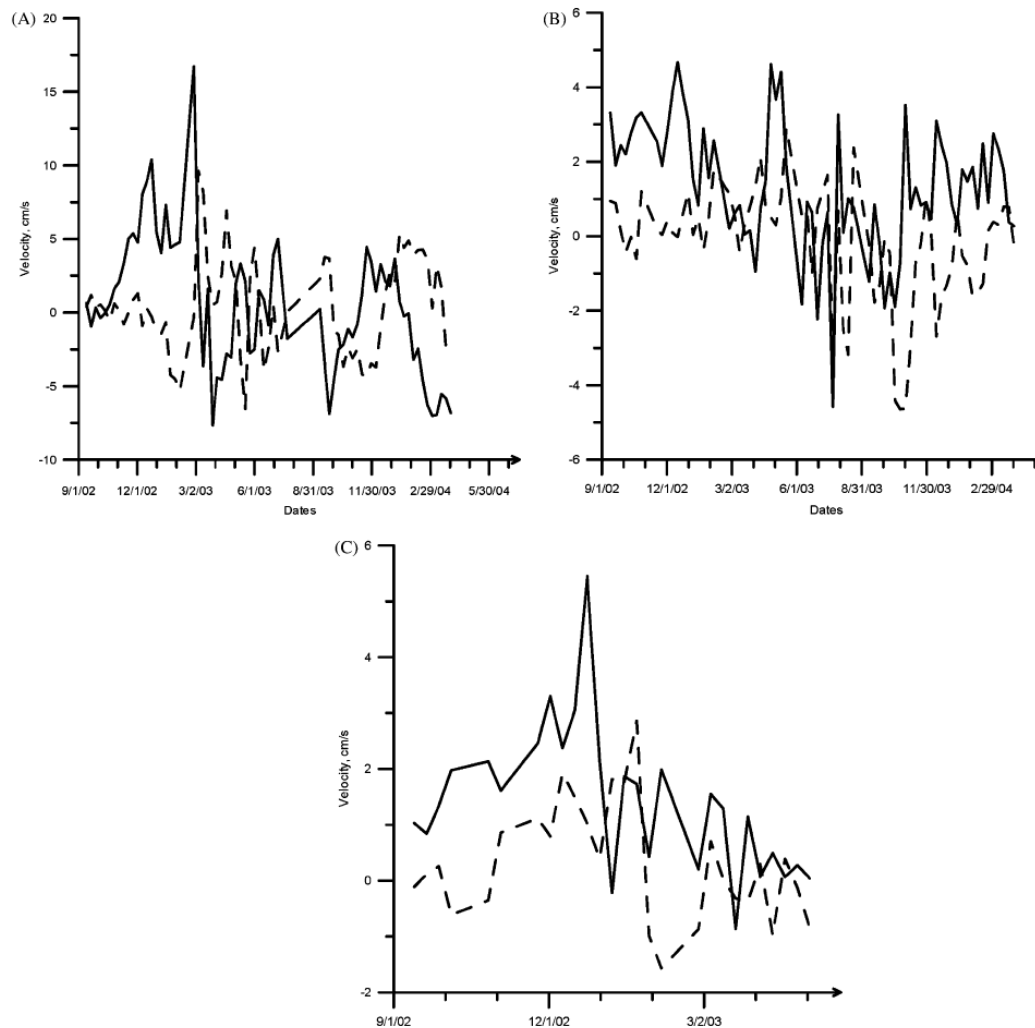 (A)
20
15
10
5
0
-5
-10
Velocity, cm/s
9/1/02 12/1/02 3/2/03 6/1/03 8/31/03 11/30/03 2/29/04 5/30/04
Dates
(B)
6
4
2
0
-2
-4
-6
Velocity, cm/s
9/1/02 12/1/02 3/2/03 6/1/03 8/31/03 11/30/03 2/29/04
Dates
(C)
6
4
2
0
-2
Velocity, cm/s
9/1/02 12/1/02 3/2/03